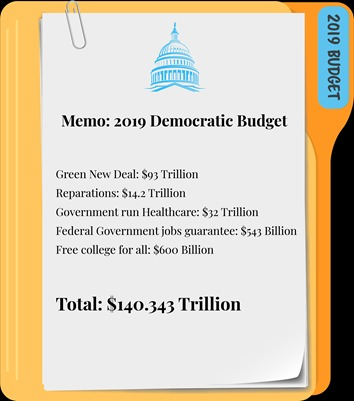 2019 BUDGET
Memo: 2019 Democratic Budget
Green New Deal: $93 Trillion
Reparations: $14.2 Trillion
Government run Healthcare: $32 Trillion
Federal Government jobs guarantee: $543 Billion
Free college for all: $600 Billion
Total: $140.343 Trillion